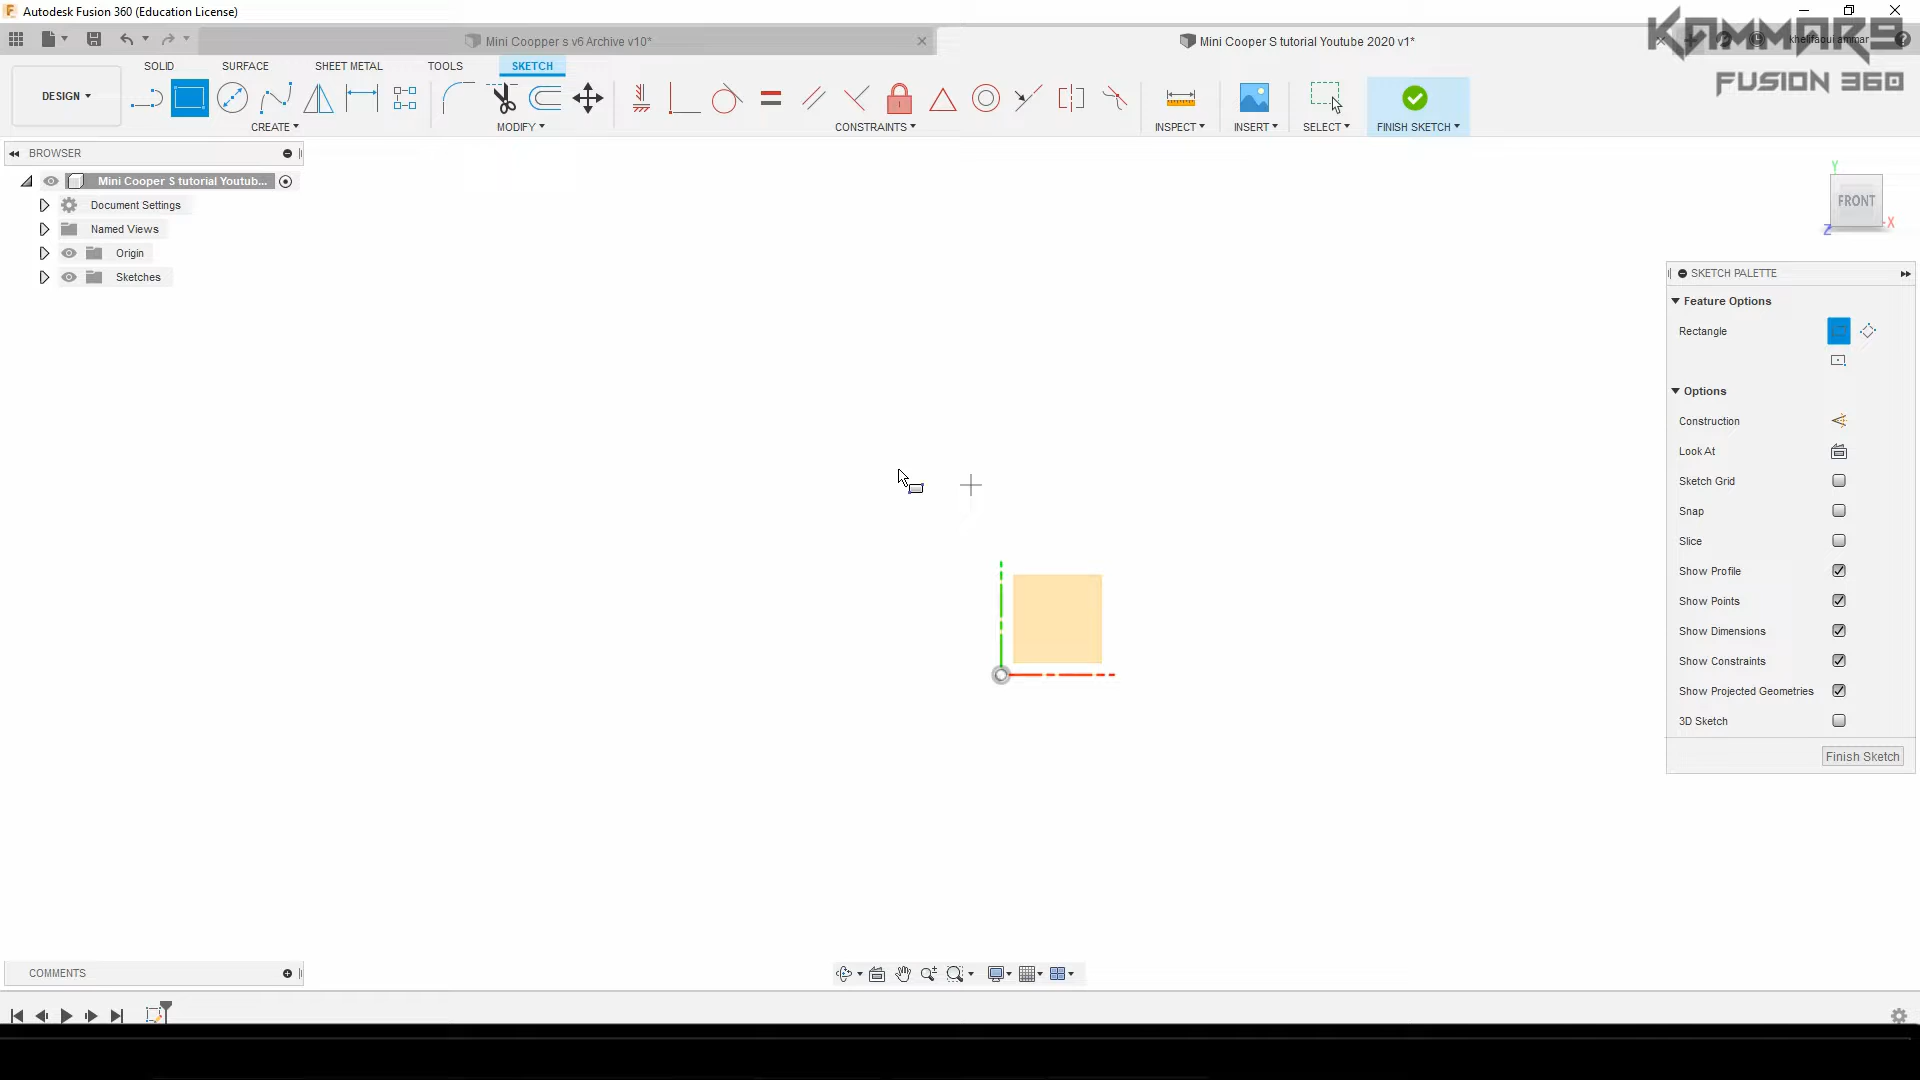 Autodesk Fusion 360 (Education License)
Mini Coopper s v6 Archive v10*
Mini Cooper S tutorial Youtube 2020 v1*
khelifaoui ammar
KAMMARS
FUSION 360
SOLID
SURFACE
SHEET METAL
TOOLS
SKETCH
DESIGN
CREATE
MODIFY
CONSTRAINTS
INSPECT
INSERT
SELECT
FINISH SKETCH
BROWSER
Mini Cooper S tutorial Youtub...
Document Settings
Named Views
Origin
Sketches
Y
FRONT
X
Z
SKETCH PALETTE
Feature Options
Rectangle
Options
Construction
Look At
Sketch Grid
Snap
Slice
Show Profile
Show Points
Show Dimensions
Show Constraints
Show Projected Geometries
3D Sketch
Finish Sketch
COMMENTS